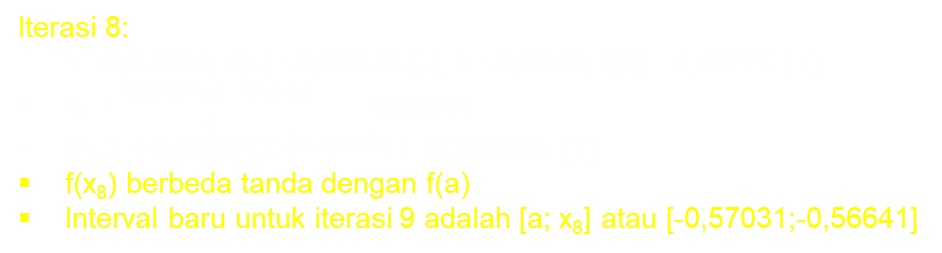 Iterasi 8:
▪ f(x₈) berbeda tanda dengan f(a)
▪ Interval baru untuk iterasi 9 adalah [a; x₈] atau [-0,57031;-0,56641]